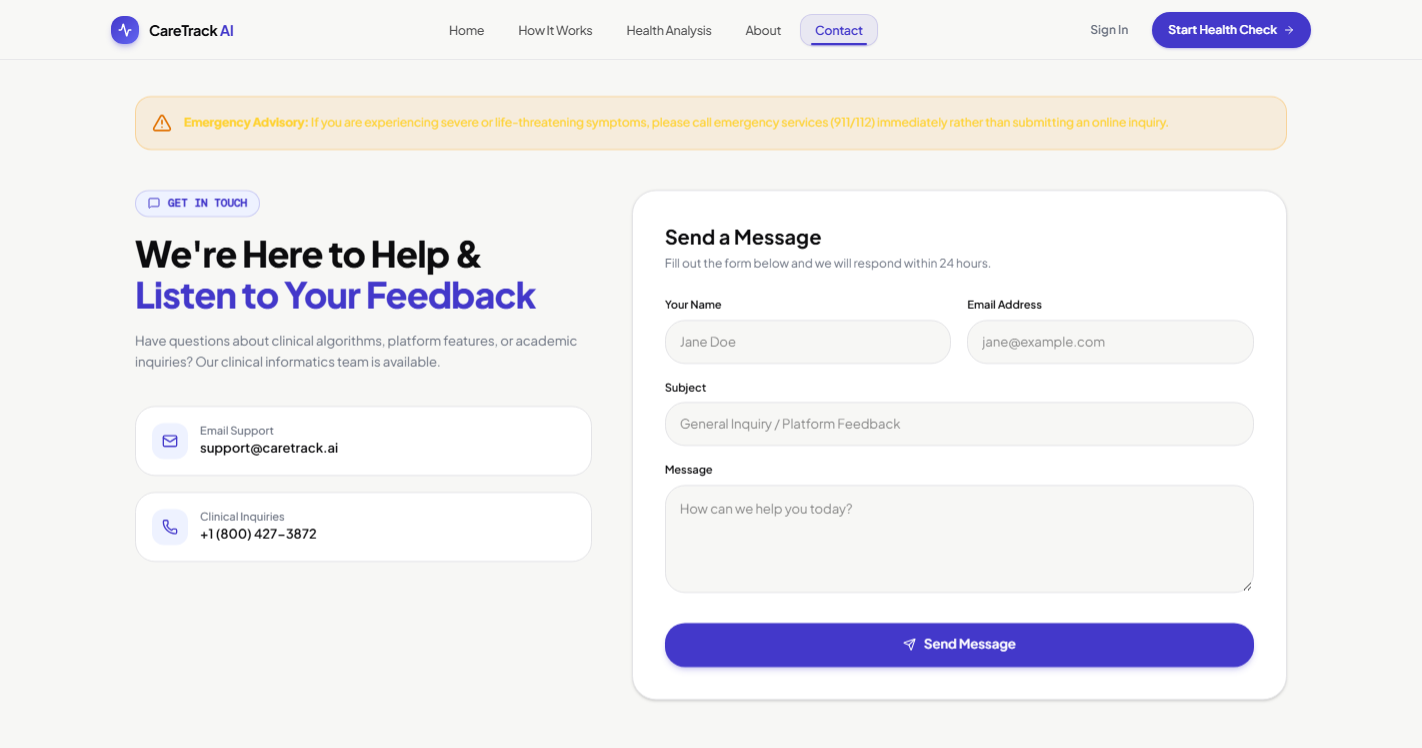 CareTrack AI
Home
How It Works
Health Analysis
About
Contact
Sign In
Start Health Check
Emergency Advisory: If you are experiencing severe or life-threatening symptoms, please call emergency services (911/112) immediately rather than submitting an online inquiry.
GET IN TOUCH
We're Here to Help &
Listen to Your Feedback
Have questions about clinical algorithms, platform features, or academic
inquiries? Our clinical informatics team is available.
Email Support
support@caretrack.ai
Clinical Inquiries
+1 (800) 427-3872
Send a Message
Fill out the form below and we will respond within 24 hours.
Your Name
Email Address
Jane Doe
jane@example.com
Subject
General Inquiry / Platform Feedback
Message
How can we help you today?
Send Message